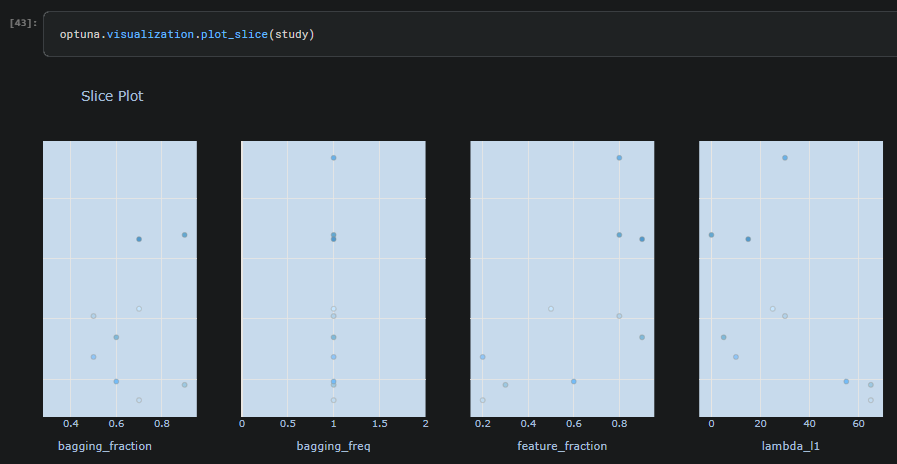 [43]:
optuna.visualization.plot_slice(study)
Slice Plot
0.4 0.6 0.8 0 0.5 1 1.5 2 0.2 0.4 0.6 0.8 0 20 40 60
bagging_fraction bagging_freq feature_fraction lambda_l1